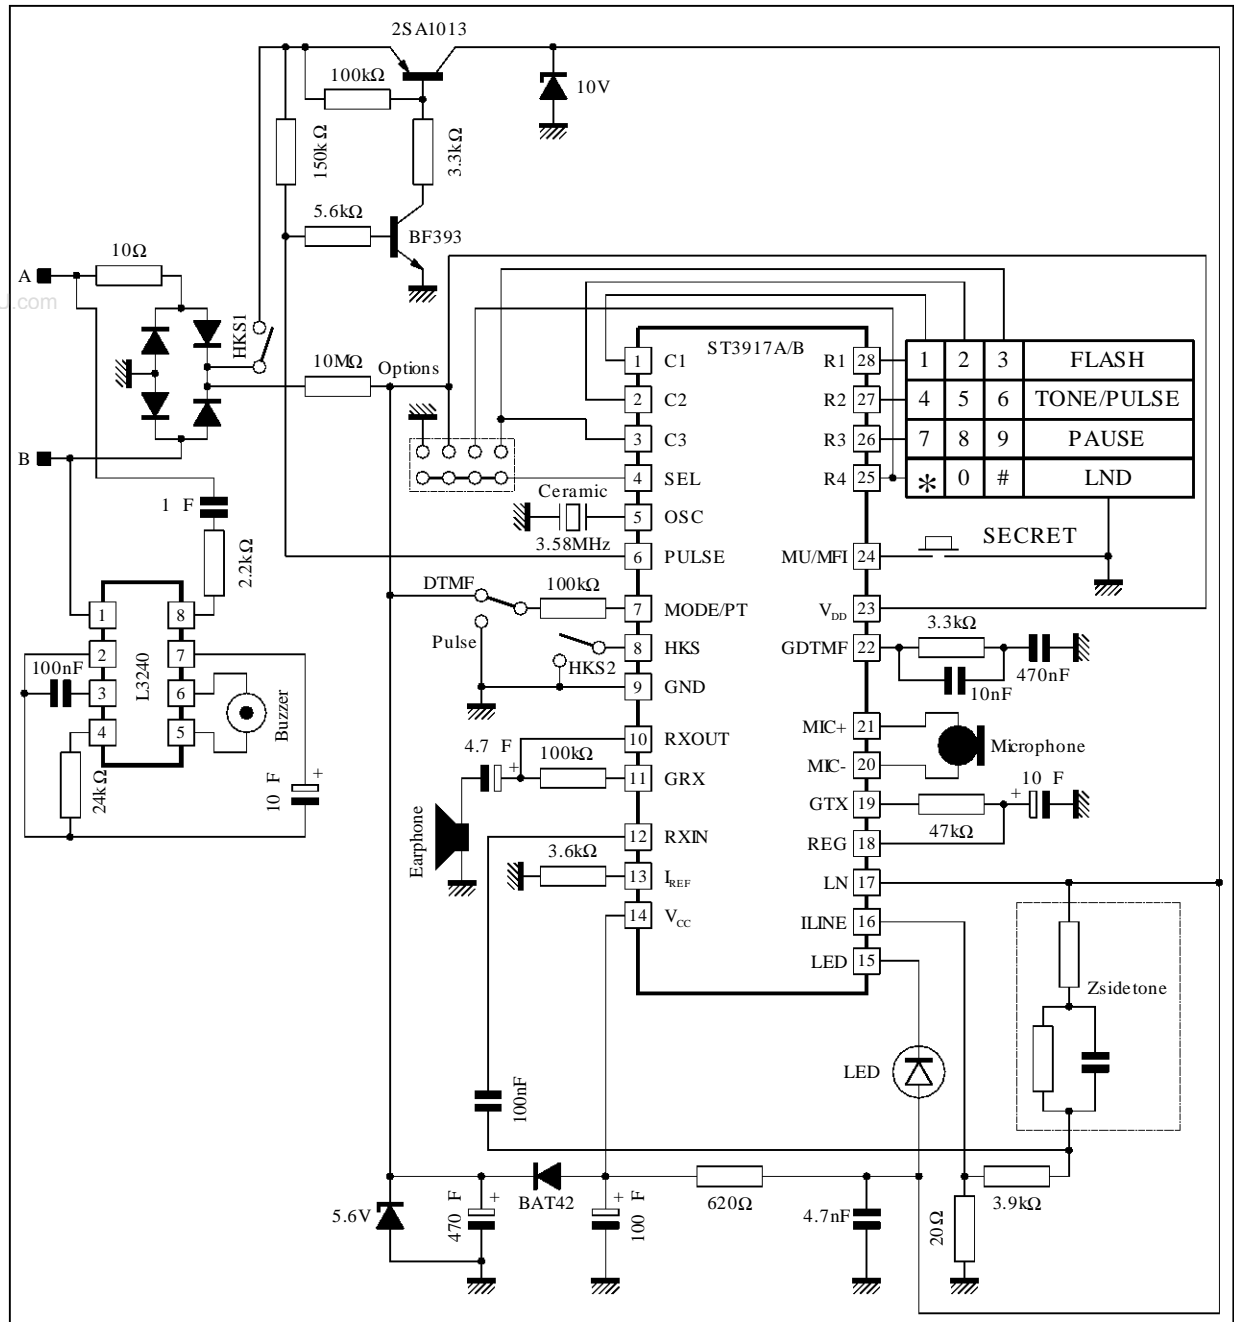 2SA1013
100kΩ
10V
150kΩ
3.3kΩ
5.6kΩ
BF393
A
10Ω
U.com
HKS1
10MΩ
Options
B
1 F
2.2kΩ
1
2
3
4
8
7
6
5
L3240
100nF
24kΩ
Buzzer
10 F
+
ST3917A/B
1 C1
2 C2
3 C3
4 SEL
5 OSC
6 PULSE
7 MODE/PT
8 HKS
9 GND
10 RXOUT
11 GRX
12 RXIN
13 IREF
14 VCC
R1 28
R2 27
R3 26
R4 25
MU/MFI 24
VDD 23
GDTMF 22
MIC+ 21
MIC- 20
GTX 19
REG 18
LN 17
ILINE 16
LED 15
1 2 3 FLASH
4 5 6 TONE/PULSE
7 8 9 PAUSE
* 0 # LND
Ceramic
3.58MHz
DTMF
100kΩ
Pulse
HKS2
4.7 F
+
100kΩ
Earphone
3.6kΩ
SECRET
3.3kΩ
10nF
470nF
Microphone
10 F
+
47kΩ
Zsidetone
LED
100nF
5.6V
470 F
+
BAT42
100 F
+
620Ω
4.7nF
20Ω
3.9kΩ